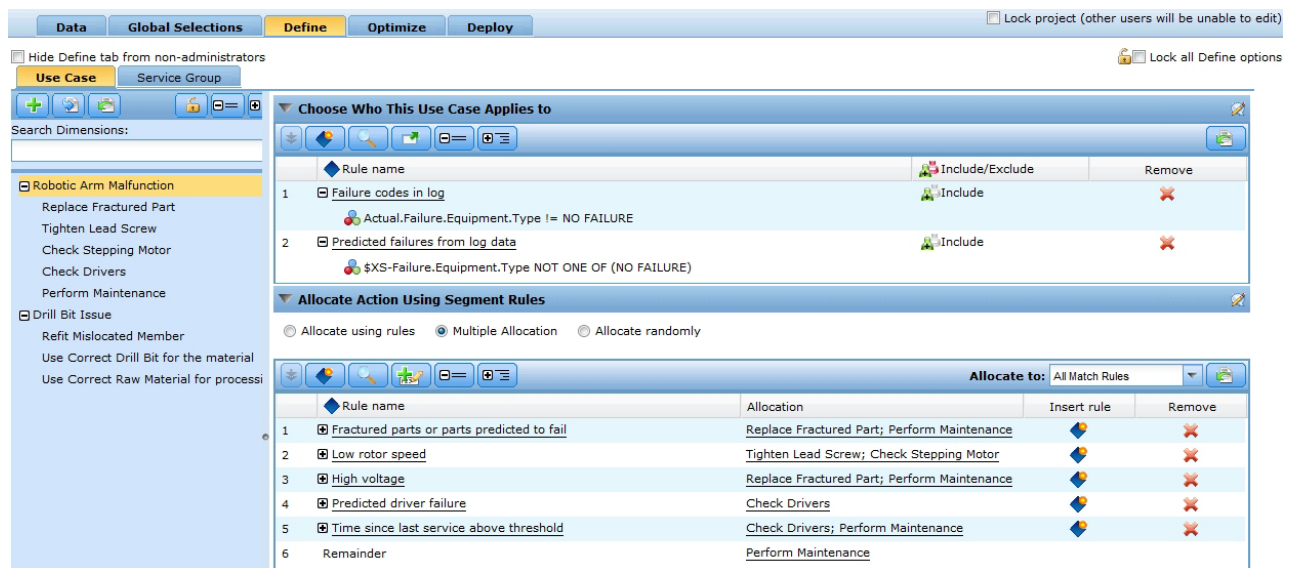 Data Global Selections Define Optimize Deploy
Lock project (other users will be unable to edit)
Hide Define tab from non-administrators
Lock all Define options
Use Case Service Group
Search Dimensions:
Robotic Arm Malfunction
Replace Fractured Part
Tighten Lead Screw
Check Stepping Motor
Check Drivers
Perform Maintenance
Drill Bit Issue
Refit Mislocated Member
Use Correct Drill Bit for the material
Use Correct Raw Material for processi
Choose Who This Use Case Applies to
Rule name Include/Exclude Remove
1 Failure codes in log Include
Actual.Failure.Equipment.Type != NO FAILURE
2 Predicted failures from log data Include
$XS-Failure.Equipment.Type NOT ONE OF (NO FAILURE)
Allocate Action Using Segment Rules
Allocate using rules Multiple Allocation Allocate randomly
Allocate to: All Match Rules
Rule name Allocation Insert rule Remove
1 Fractured parts or parts predicted to fail Replace Fractured Part; Perform Maintenance
2 Low rotor speed Tighten Lead Screw; Check Stepping Motor
3 High voltage Replace Fractured Part; Perform Maintenance
4 Predicted driver failure Check Drivers
5 Time since last service above threshold Check Drivers; Perform Maintenance
6 Remainder Perform Maintenance